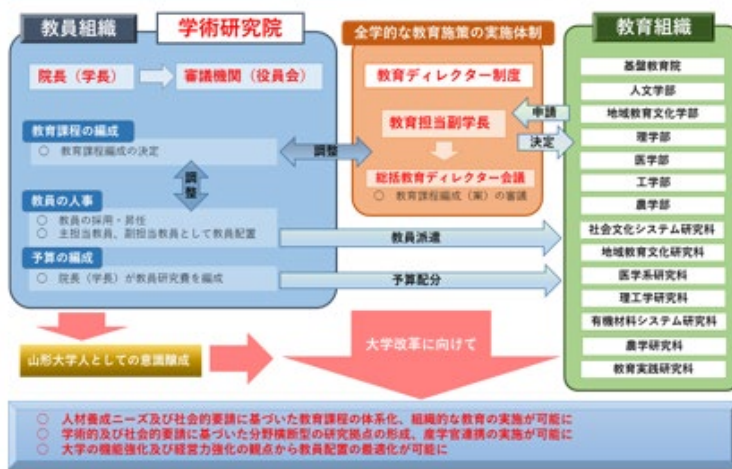 教員組織
学術研究院
院長（学長）
審議機関（役員会）
教育課程の編成
○ 教育課程編成の決定
調整
教員の人事
○ 教員の採用・昇任
○ 主担当教員、副担当教員として教員配置
予算の編成
○ 院長（学長）が教員研究費を編成
調整
全学的な教育施策の実施体制
教育ディレクター制度
教育担当副学長
総括教育ディレクター会議
○ 教育課程編成（案）の審議
申請
決定
教員派遣
予算配分
教育組織
基盤教育院
人文学部
地域教育文化学部
理学部
医学部
工学部
農学部
社会文化システム研究科
地域教育文化研究科
医学系研究科
理工学研究科
有機材料システム研究科
農学研究科
教育実践研究科
山形大学人としての意識醸成
大学改革に向けて
○ 人材養成ニーズ及び社会的要請に基づいた教育課程の体系化、組織的な教育の実施が可能に
○ 学術的及び社会的要請に基づいた分野横断型の研究拠点の形成、産学官連携の実施が可能に
○ 大学の機能強化及び経営力強化の観点から教員配置の最適化が可能に